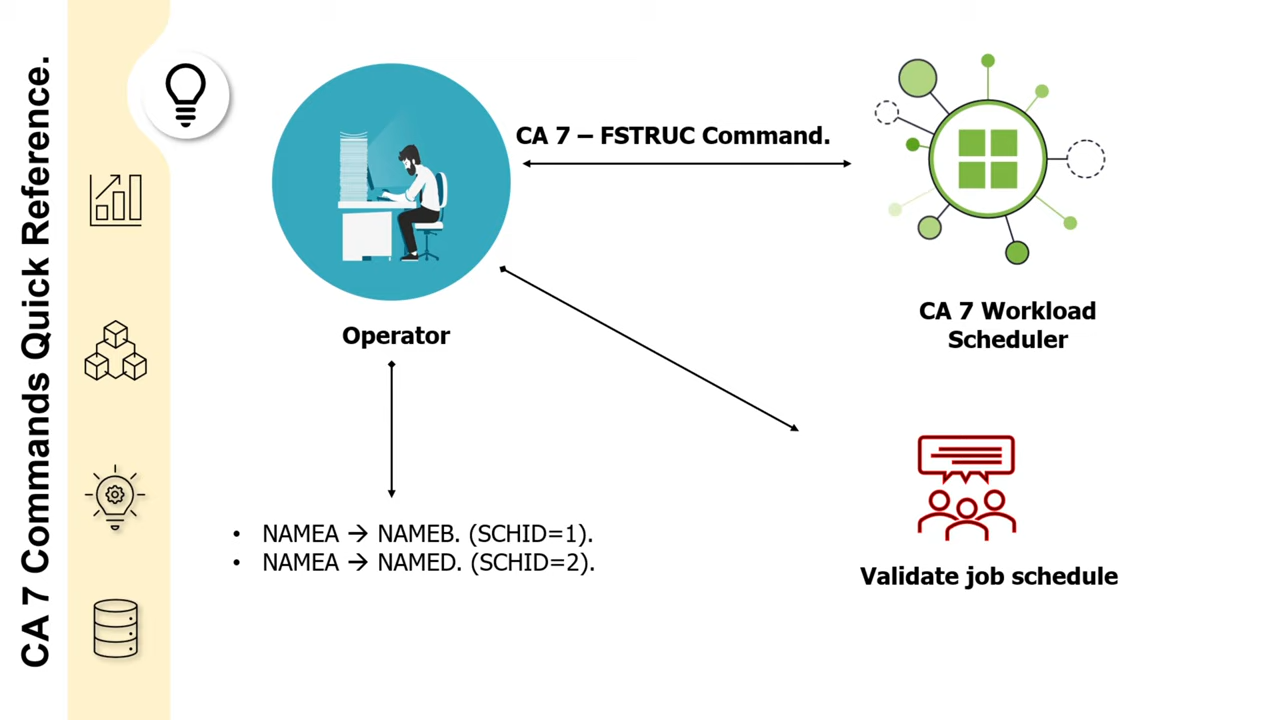 CA 7 Commands Quick Reference.
CA 7 – FSTRUC Command.
Operator
CA 7 Workload
Scheduler
• NAMEA → NAMEB. (SCHID=1).
• NAMEA → NAMED. (SCHID=2).
Validate job schedule